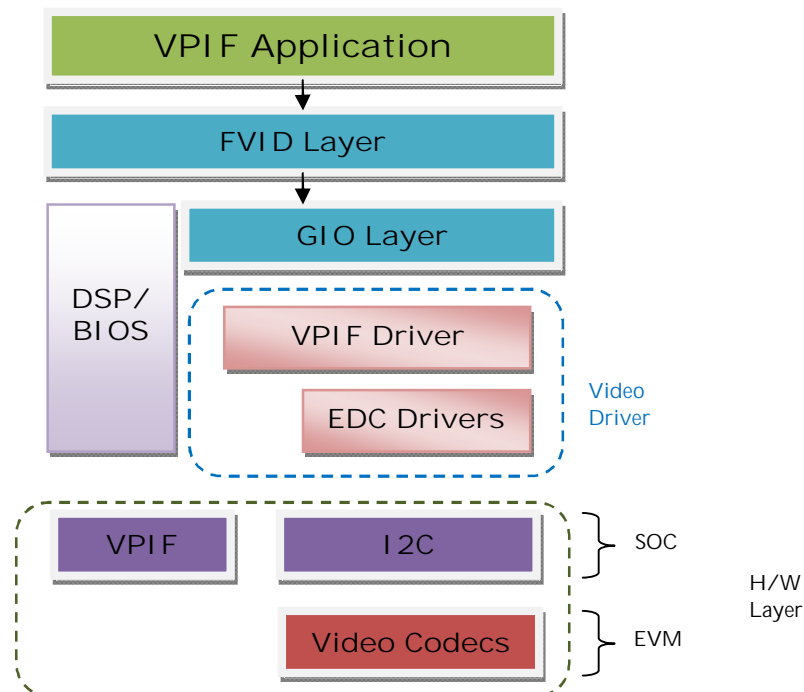 VPIF Application
FVID Layer
GIO Layer
DSP/
BIOS
VPIF Driver
EDC Drivers
Video
Driver
VPIF
I2C
SOC
H/W
Layer
Video Codecs
EVM